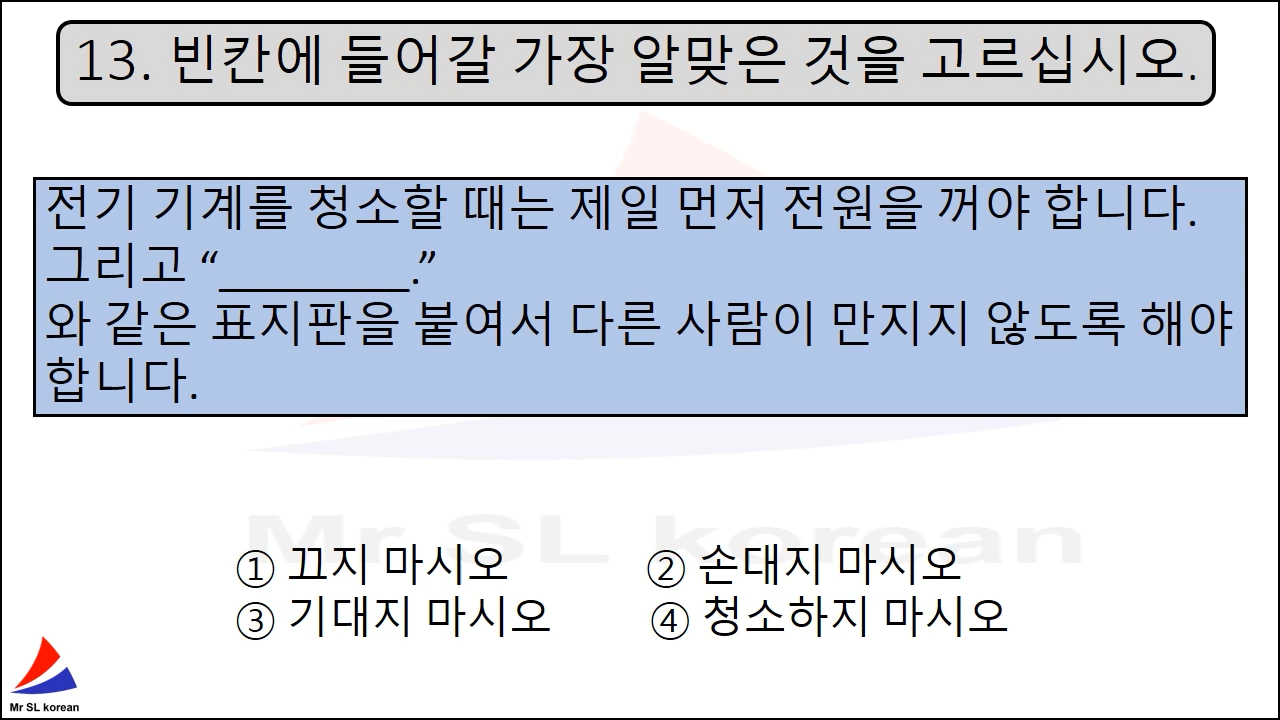 13. 빈칸에 들어갈 가장 알맞은 것을 고르십시오.
전기 기계를 청소할 때는 제일 먼저 전원을 꺼야 합니다.
그리고 “_________.”
와 같은 표지판을 붙여서 다른 사람이 만지지 않도록 해야
합니다.
Mr SL korean
① 끄지 마시오 ② 손대지 마시오
③ 기대지 마시오 ④ 청소하지 마시오
Mr SL korean